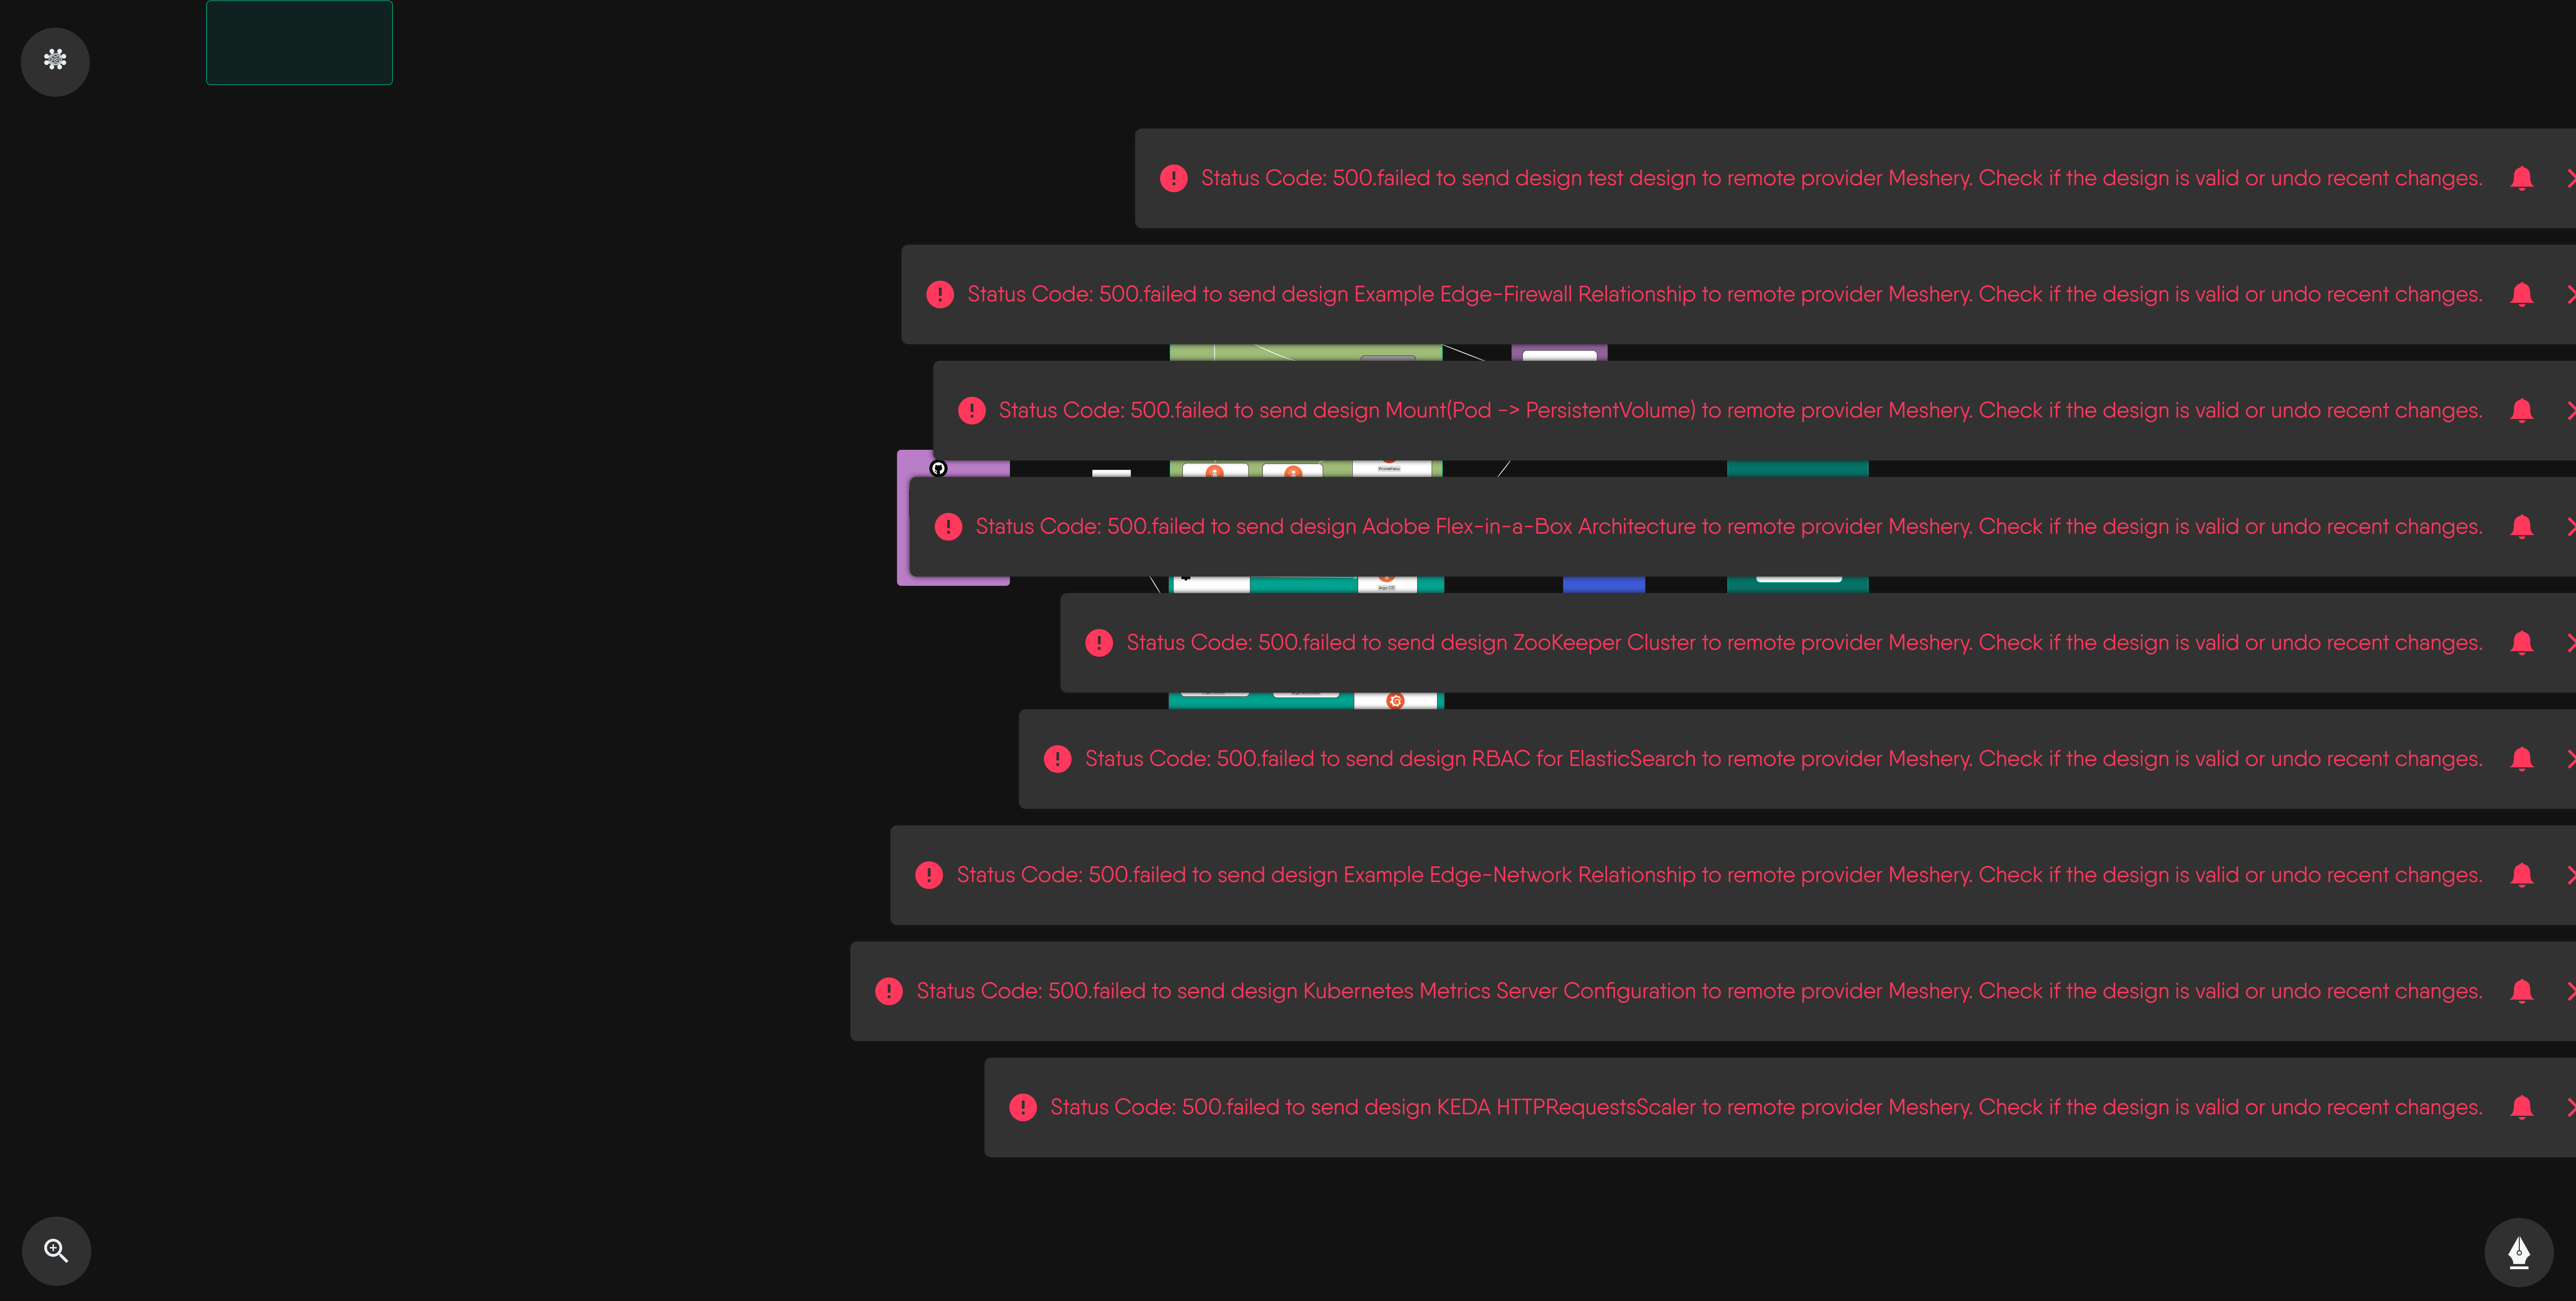 Status Code: 500.failed to send design test design to remote provider Meshery. Check if the design is valid or undo recent changes.
Status Code: 500.failed to send design Example Edge-Firewall Relationship to remote provider Meshery. Check if the design is valid or undo recent changes.
Status Code: 500.failed to send design Mount(Pod -> PersistentVolume) to remote provider Meshery. Check if the design is valid or undo recent changes.
Prometheus
Status Code: 500.failed to send design Adobe Flex-in-a-Box Architecture to remote provider Meshery. Check if the design is valid or undo recent changes.
Argo CD
Status Code: 500.failed to send design ZooKeeper Cluster to remote provider Meshery. Check if the design is valid or undo recent changes.
Status Code: 500.failed to send design RBAC for ElasticSearch to remote provider Meshery. Check if the design is valid or undo recent changes.
Status Code: 500.failed to send design Example Edge-Network Relationship to remote provider Meshery. Check if the design is valid or undo recent changes.
Status Code: 500.failed to send design Kubernetes Metrics Server Configuration to remote provider Meshery. Check if the design is valid or undo recent changes.
Status Code: 500.failed to send design KEDA HTTPRequestsScaler to remote provider Meshery. Check if the design is valid or undo recent changes.